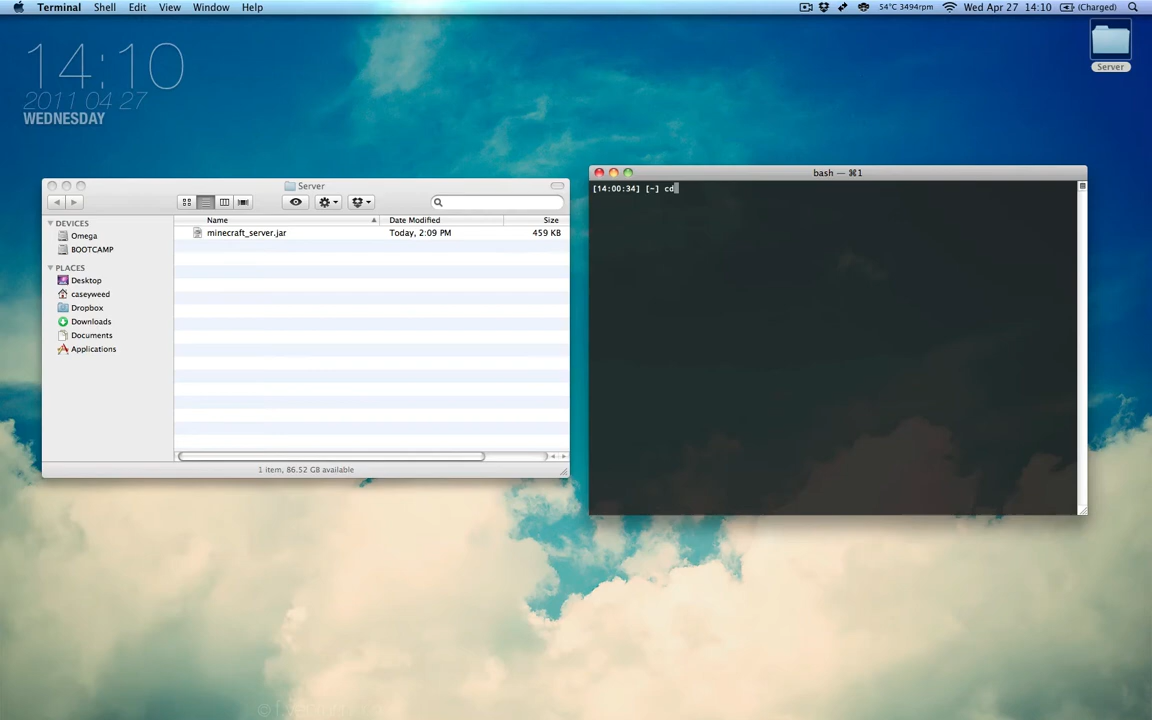 Terminal Shell Edit View Window Help
54°C 3494rpm Wed Apr 27 14:10 (Charged)
Server
14:10
2011 04 27
WEDNESDAY
Server
Name Date Modified Size
minecraft_server.jar Today, 2:09 PM 459 KB
DEVICES
Omega
BOOTCAMP
PLACES
Desktop
caseyweed
Dropbox
Downloads
Documents
Applications
1 item, 86.52 GB available
bash — ⌘1
[14:00:34] [~] cd